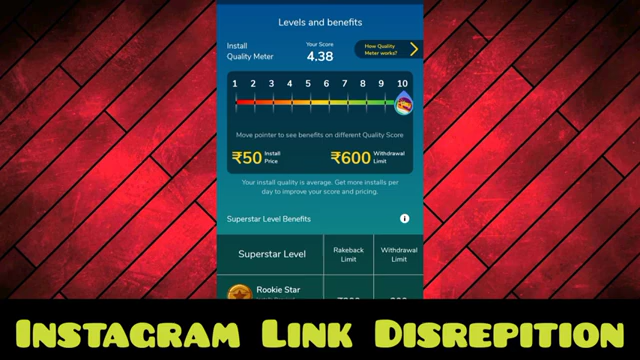 Levels and benefits
Install
Quality Meter
Your Score
4.38
How Quality
Meter works?
1 2 3 4 5 6 7 8 9 10
Move pointer to see benefits on different Quality Score
₹50 Install Price
₹600 Withdrawal Limit
Your install quality is average. Get more installs per
day to improve your score and pricing.
Superstar Level Benefits
Superstar Level
Rakeback
Limit
Withdrawal
Limit
Rookie Star
INSTAGRAM LINK DISREPITION